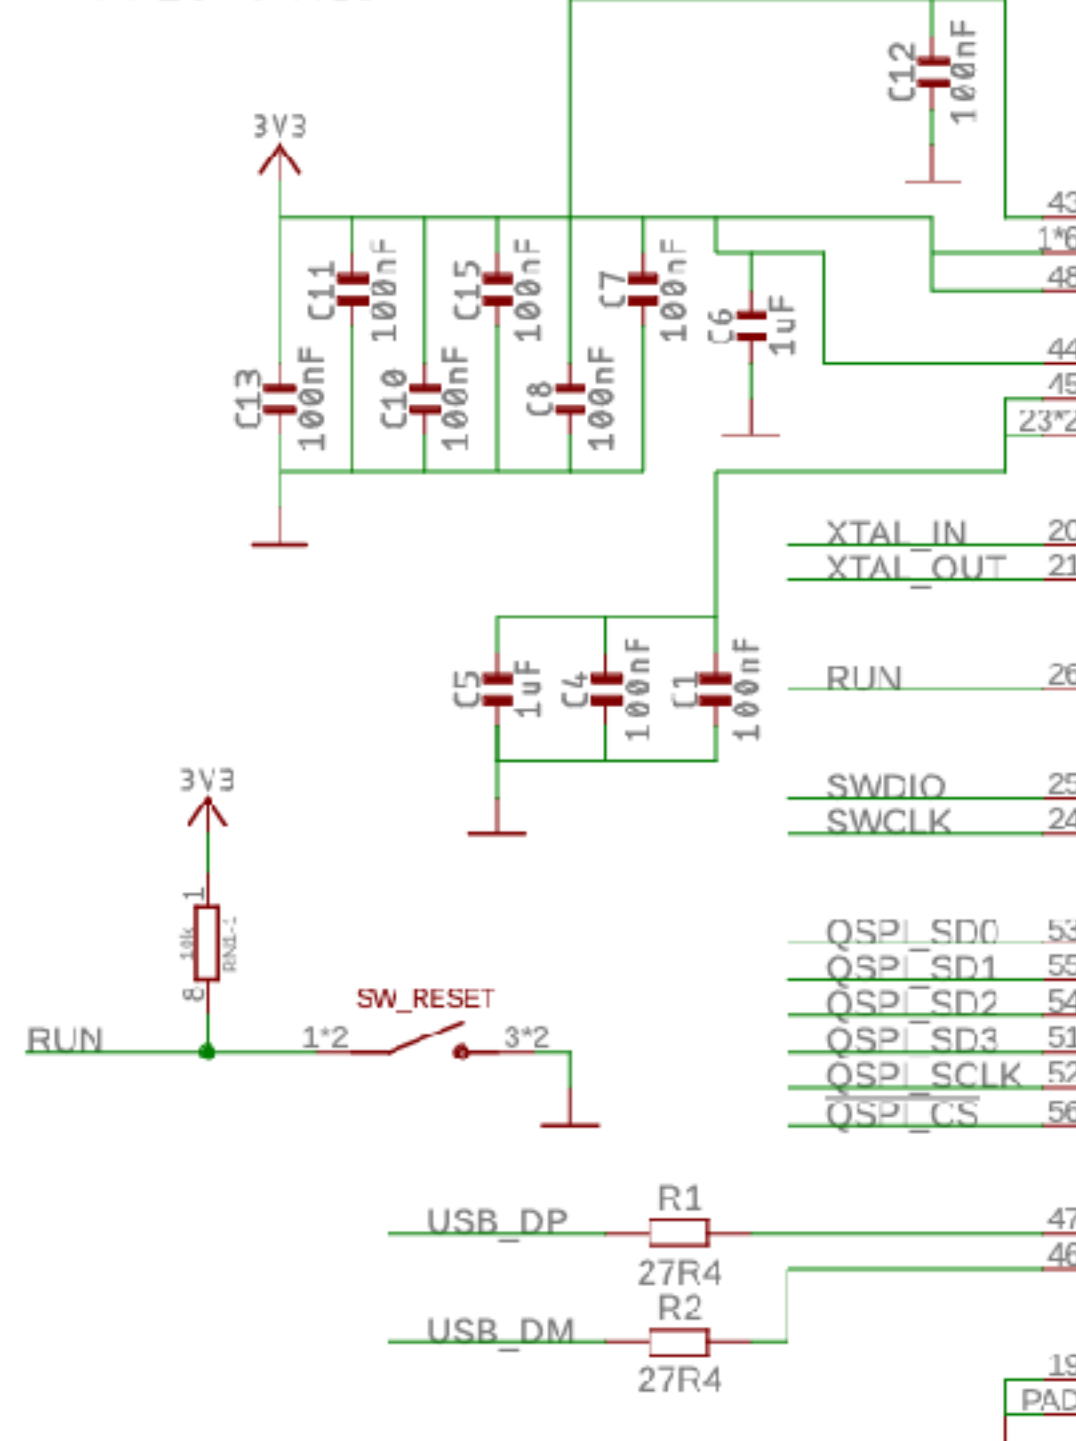 C12
100nF
3V3
43
1*6
48
C11
100nF
C15
100nF
C7
100nF
C6
1uF
44
45
23*2
C13
100nF
C10
100nF
C8
100nF
XTAL_IN
20
XTAL_OUT
21
RUN
26
C5
1uF
C4
100nF
C1
100nF
3V3
SWDIO
25
SWCLK
24
1
10k
RN1-1
8
QSPI_SD0
53
QSPI_SD1
55
QSPI_SD2
54
QSPI_SD3
51
QSPI_SCLK
52
QSPI_CS
56
SW_RESET
RUN
1*2
3*2
R1
USB_DP
47
27R4
46
R2
USB_DM
27R4
19
PAD